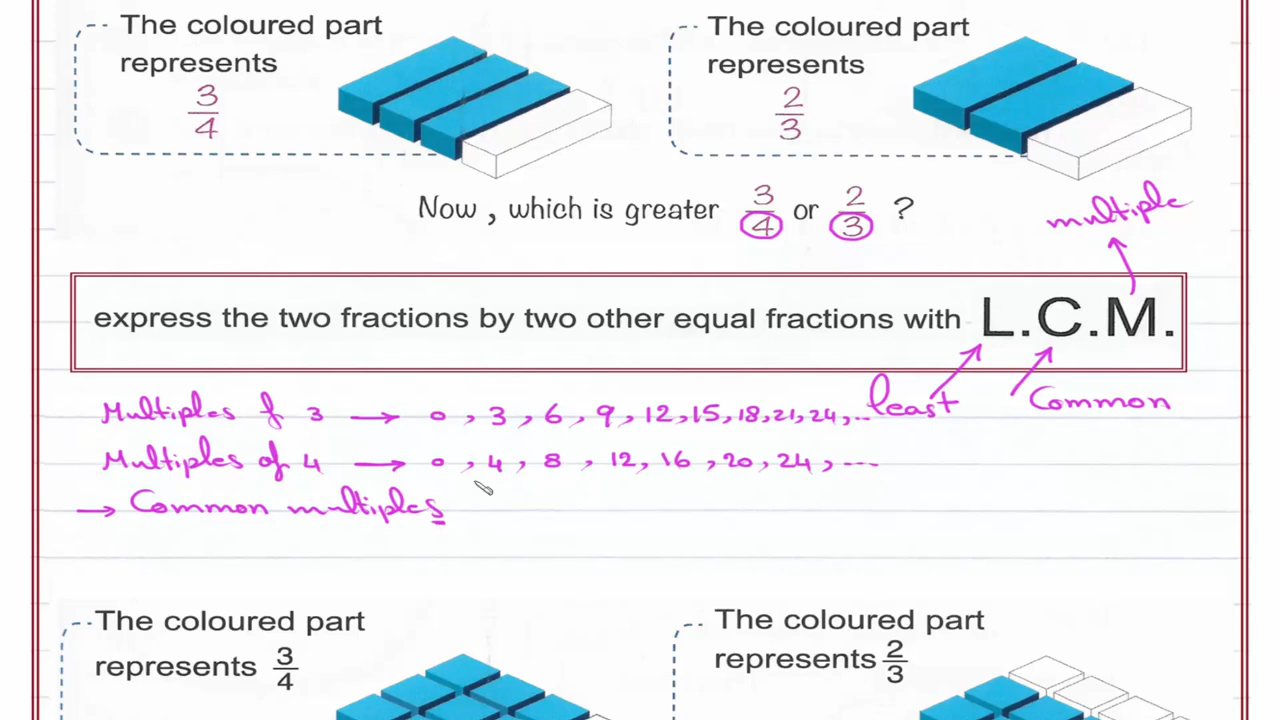 The coloured part
represents
3/4
The coloured part
represents
2/3
Now, which is greater 3/4 or 2/3 ?
multiple
express the two fractions by two other equal fractions with L.C.M.
least
Common
Multiples of 3 → 0, 3, 6, 9, 12, 15, 18, 21, 24, ...
Multiples of 4 → 0, 4, 8, 12, 16, 20, 24, ...
→ Common multiples
The coloured part
represents 3/4
The coloured part
represents 2/3